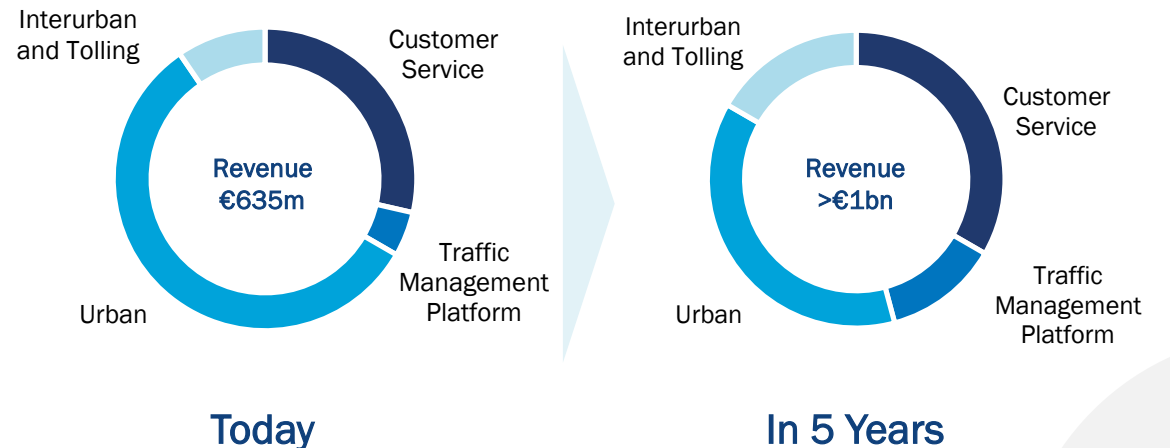 Interurban
and Tolling
Customer
Service
Revenue
€635m
Traffic
Management
Platform
Urban
Today
Interurban
and Tolling
Customer
Service
Revenue
>€1bn
Traffic
Management
Platform
Urban
In 5 Years